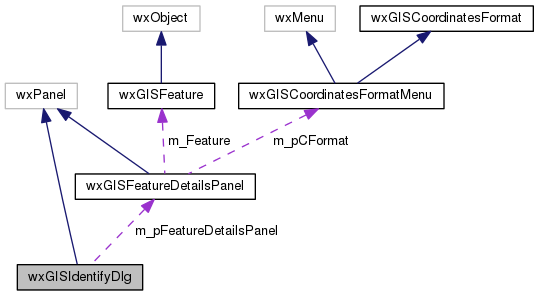 wxObject
wxMenu
wxGISCoordinatesFormat
wxPanel
wxGISFeature
wxGISCoordinatesFormatMenu
m_Feature
m_pCFormat
wxGISFeatureDetailsPanel
m_pFeatureDetailsPanel
wxGISIdentifyDlg